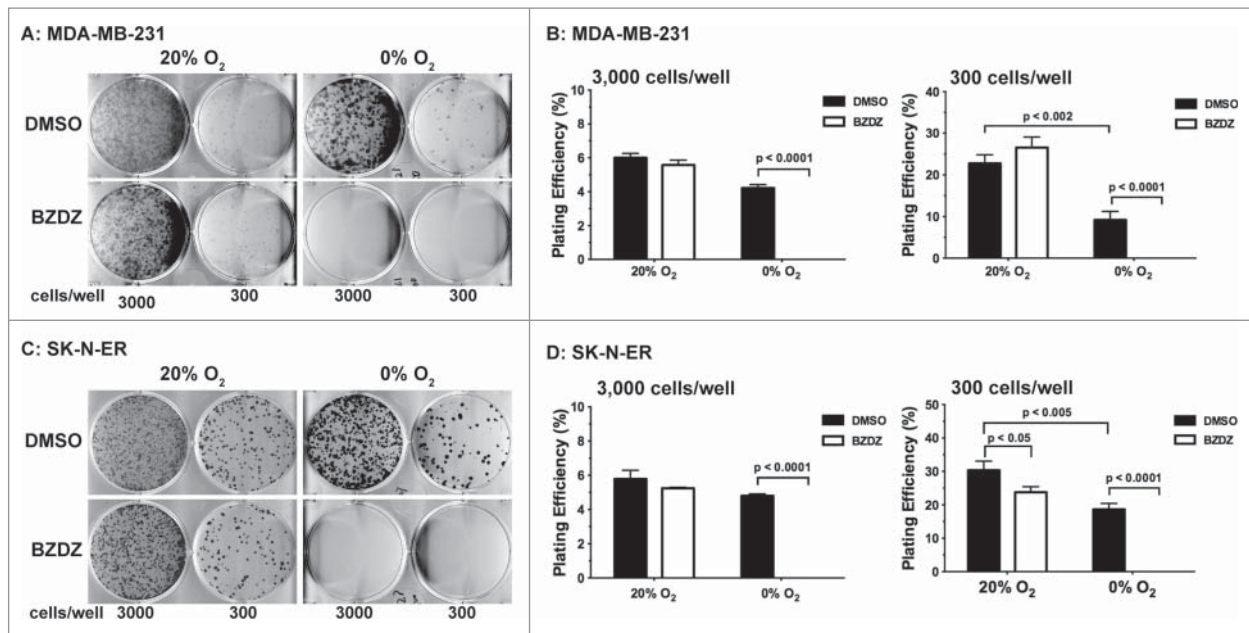 A: MDA-MB-231
20% O₂ 0% O₂
DMSO
BZDZ
cells/well 3000 300 3000 300
B: MDA-MB-231
3,000 cells/well
Plating Efficiency (%)
10
8
6
4
2
0
20% O₂ 0% O₂
p < 0.0001
DMSO
BZDZ
300 cells/well
Plating Efficiency (%)
40
30
20
10
0
20% O₂ 0% O₂
p < 0.002
p < 0.0001
DMSO
BZDZ
C: SK-N-ER
20% O₂ 0% O₂
DMSO
BZDZ
cells/well 3000 300 3000 300
D: SK-N-ER
3,000 cells/well
Plating Efficiency (%)
10
8
6
4
2
0
20% O₂ 0% O₂
p < 0.0001
DMSO
BZDZ
300 cells/well
Plating Efficiency (%)
50
40
30
20
10
0
20% O₂ 0% O₂
p < 0.005
p < 0.05
p < 0.0001
DMSO
BZDZ